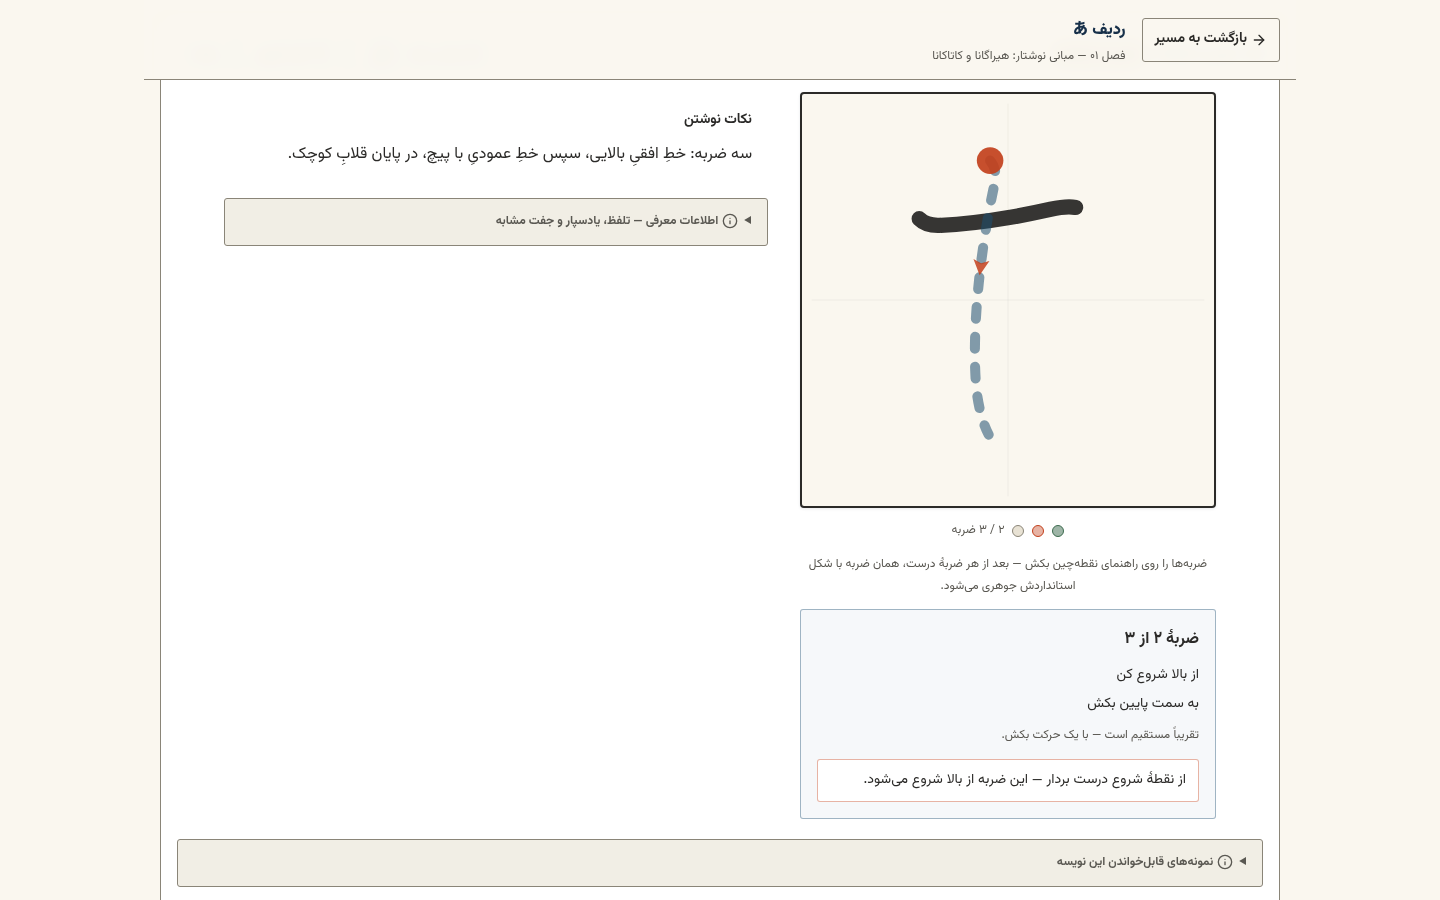 بازگشت به مسیر
ردیف あ
فصل ۰۱ — مبانی نوشتار: هیراگانا و کاتاکانا
۲ / ۳ ضربه
ضربه‌ها را روی راهنمای نقطه‌چین بکش — بعد از هر ضربهٔ درست، همان ضربه با شکل
استانداردش جوهری می‌شود.
ضربهٔ ۲ از ۳
از بالا شروع کن
به سمت پایین بکش
تقریباً مستقیم است — با یک حرکت بکش.
از نقطهٔ شروع درست بردار — این ضربه از بالا شروع می‌شود.
نکات نوشتن
سه ضربه: خطِ افقیِ بالایی، سپس خطِ عمودیِ با پیچ، در پایان قلابِ کوچک.
اطلاعات معرفی — تلفظ، یادسپار و جفت مشابه
نمونه‌های قابل‌خواندن این نویسه